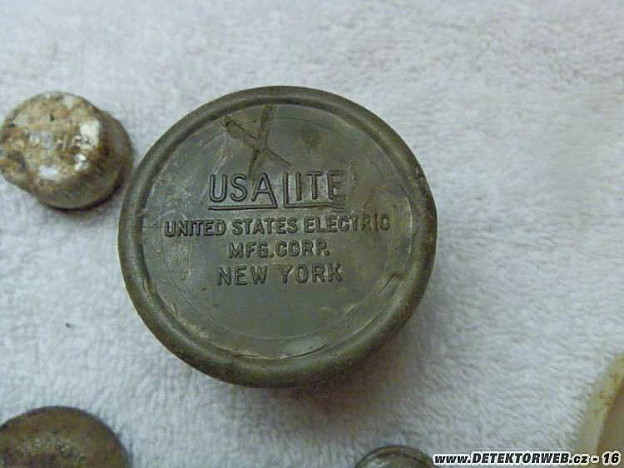 USALITE
UNITED STATES ELECTRIC
MFG. CORP.
NEW YORK
www.DETEKTORWEB.cz - 16